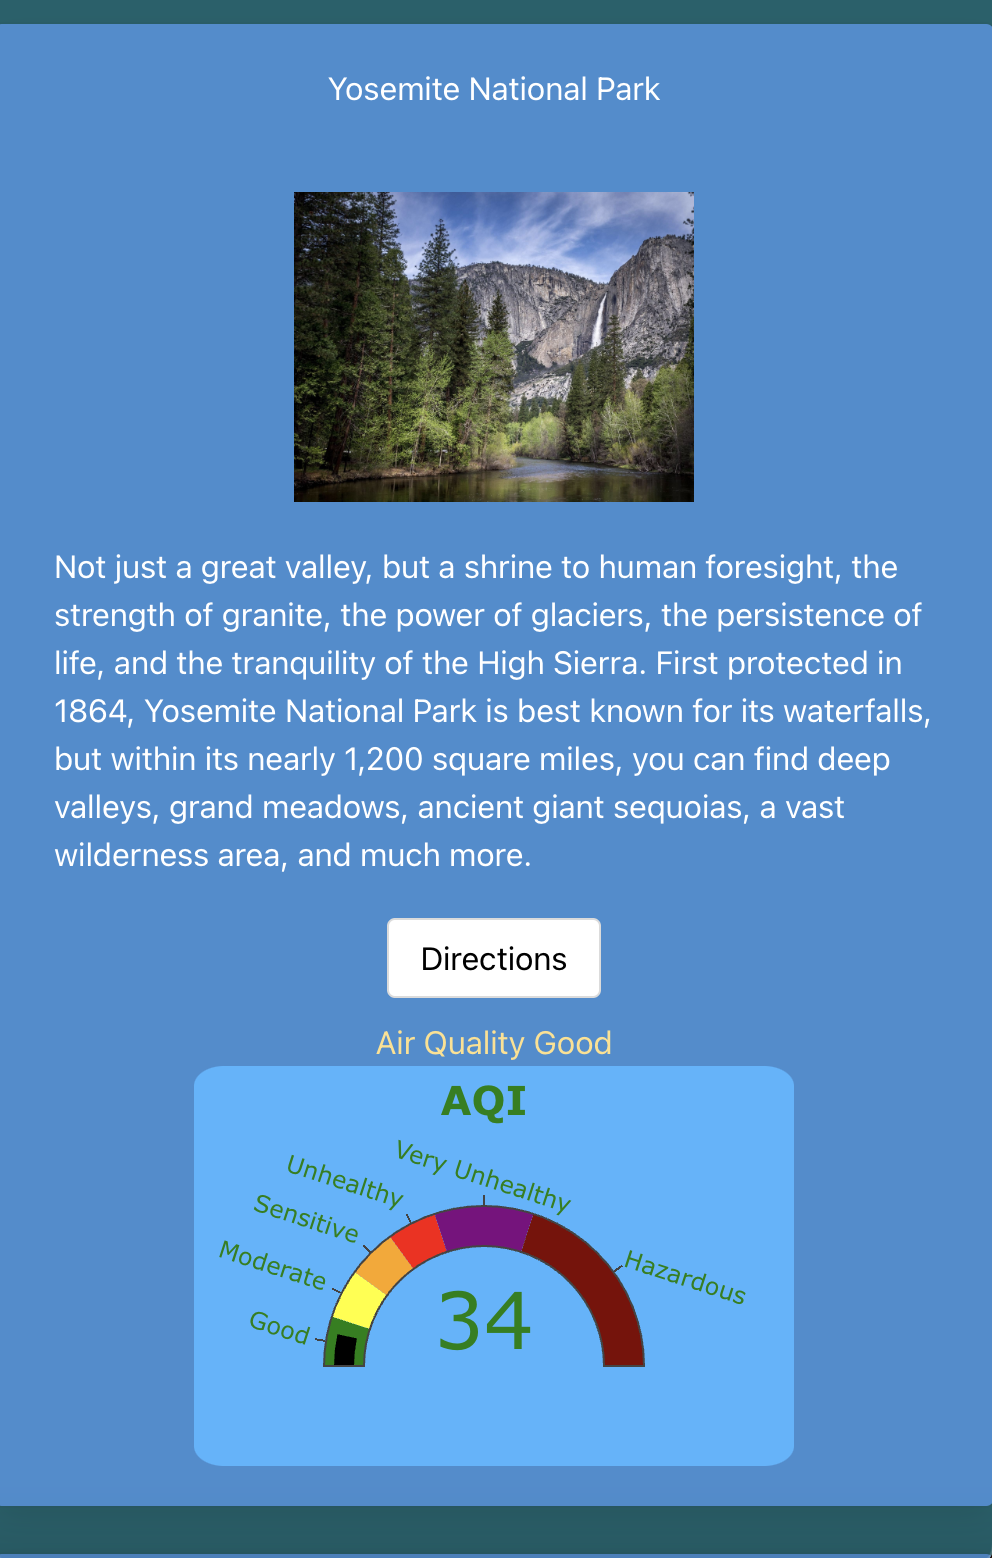 Yosemite National Park
Not just a great valley, but a shrine to human foresight, the
strength of granite, the power of glaciers, the persistence of
life, and the tranquility of the High Sierra. First protected in
1864, Yosemite National Park is best known for its waterfalls,
but within its nearly 1,200 square miles, you can find deep
valleys, grand meadows, ancient giant sequoias, a vast
wilderness area, and much more.
Directions
Air Quality Good
AQI
Very Unhealthy
Unhealthy
Sensitive
Moderate
Hazardous
Good
34